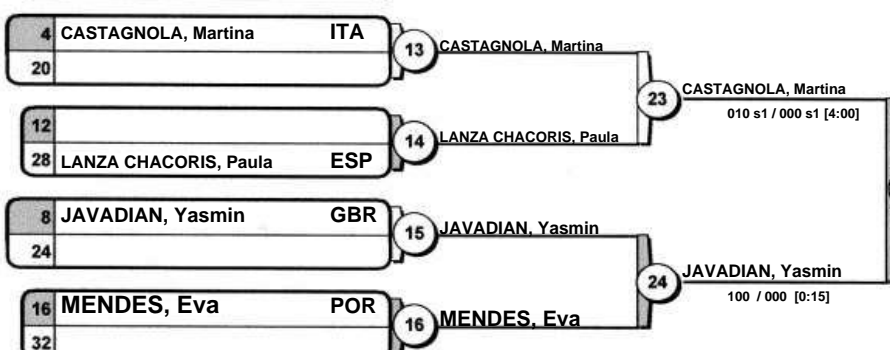 4 CASTAGNOLA, Martina ITA
20
13 CASTAGNOLA, Martina
23 CASTAGNOLA, Martina
010 s1 / 000 s1 [4:00]
12
28 LANZA CHACORIS, Paula ESP
14 LANZA CHACORIS, Paula
8 JAVADIAN, Yasmin GBR
24
15 JAVADIAN, Yasmin
24 JAVADIAN, Yasmin
100 / 000 [0:15]
16 MENDES, Eva POR
32
16 MENDES, Eva